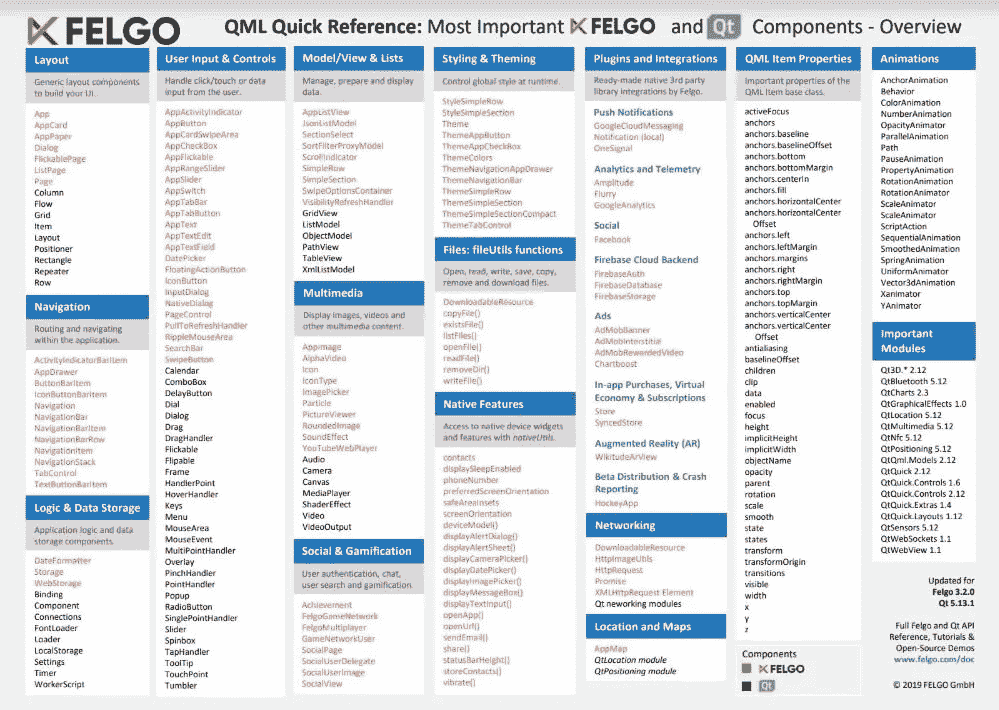 FELGO
QML Quick Reference: Most Important FELGO and Qt Components - Overview
Layout
Generic layout components
to build your UI.
App
AppCard
AppPaper
Dialog
FlickablePage
ListPage
Page
Column
Flow
Grid
Item
Layout
Positioner
Rectangle
Repeater
Row
Navigation
Routing and navigating
within the application.
ActivityIndicatorBarItem
AppDrawer
ButtonBarItem
IconButtonBarItem
Navigation
NavigationBar
NavigationBarItem
NavigationBarRow
NavigationItem
NavigationStack
TabControl
TextButtonBarItem
Logic & Data Storage
Application logic and data
storage components.
DateFormatter
Storage
WebStorage
Binding
Component
Connections
FontLoader
Loader
LocalStorage
Settings
Timer
WorkerScript
User Input & Controls
Handle click/touch or data
input from the user.
AppActivityIndicator
AppButton
AppCardSwipeArea
AppCheckBox
AppFlickable
AppRangeSlider
AppSlider
AppSwitch
AppTabBar
AppTabButton
AppText
AppTextEdit
AppTextField
DatePicker
FloatingActionButton
IconButton
InputDialog
NativeDialog
PageControl
PullToRefreshHandler
RippleMouseArea
SearchBar
SwipeButton
Calendar
ComboBox
DelayButton
Dial
Dialog
Drag
DragHandler
Flickable
Flipable
Frame
HandlerPoint
HoverHandler
Keys
Menu
MouseArea
MouseEvent
MultiPointHandler
Overlay
PinchHandler
PointHandler
Popup
RadioButton
SinglePointHandler
Slider
Spinbox
TapHandler
ToolTip
TouchPoint
Tumbler
Model/View & Lists
Manage, prepare and display
data.
AppListView
JsonListModel
SectionSelect
SortFilterProxyModel
ScrollIndicator
SimpleRow
SimpleSection
SwipeOptionsContainer
VisibilityRefreshHandler
GridView
ListModel
ObjectModel
PathView
TableView
XmlListModel
Multimedia
Display images, videos and
other multimedia content.
AppImage
AlphaVideo
Icon
IconType
ImagePicker
Particle
PictureViewer
RoundedImage
SoundEffect
YouTubeWebPlayer
Audio
Camera
Canvas
MediaPlayer
ShaderEffect
Video
VideoOutput
Social & Gamification
User authentication, chat,
user search and gamification.
Achievement
FelgoGameNetwork
FelgoMultiplayer
GameNetworkUser
SocialPage
SocialUserDelegate
SocialUserImage
SocialView
Styling & Theming
Control global style at runtime.
StyleSimpleRow
StyleSimpleSection
Theme
ThemeAppButton
ThemeAppCheckBox
ThemeColors
ThemeNavigationAppDrawer
ThemeNavigationBar
ThemeSimpleRow
ThemeSimpleSection
ThemeSimpleSectionCompact
ThemeTabControl
Files: fileUtils functions
Open, read, write, save, copy,
remove and download files.
DownloadableResource
copyFile()
existsFile()
listFiles()
openFile()
readFile()
removeDir()
writeFile()
Native Features
Access to native device widgets
and features with nativeUtils.
contacts
displaySleepEnabled
phoneNumber
preferredScreenOrientation
safeAreaInsets
screenOrientation
deviceModel()
displayAlertDialog()
displayAlertSheet()
displayCameraPicker()
displayDatePicker()
displayImagePicker()
displayMessageBox()
displayTextInput()
openApp()
openUrl()
sendEmail()
share()
statusBarHeight()
storeContacts()
vibrate()
Plugins and Integrations
Ready-made native 3rd party
library integrations by Felgo.
Push Notifications
GoogleCloudMessaging
Notification (local)
OneSignal
Analytics and Telemetry
Amplitude
Flurry
GoogleAnalytics
Social
Facebook
Firebase Cloud Backend
FirebaseAuth
FirebaseDatabase
FirebaseStorage
Ads
AdMobBanner
AdMobInterstitial
AdMobRewardedVideo
Chartboost
In-app Purchases, Virtual
Economy & Subscriptions
Store
SyncedStore
Augmented Reality (AR)
WikitudeArView
Beta Distribution & Crash
Reporting
HockeyApp
Networking
DownloadableResource
HttpImageUtils
HttpRequest
Promise
XMLHttpRequest Element
Qt neworking modules
Location and Maps
AppMap
QtLocation module
QtPositioning module
QML Item Properties
Important properties of the
QML Item base class.
activeFocus
anchors
anchors.baseline
anchors.baselineOffset
anchors.bottom
anchors.bottomMargin
anchors.centerIn
anchors.fill
anchors.horizontalCenter
anchors.horizontalCenter
Offset
anchors.left
anchors.leftMargin
anchors.margins
anchors.right
anchors.rightMargin
anchors.top
anchors.topMargin
anchors.verticalCenter
anchors.verticalCenter
Offset
antialiasing
baselineOffset
children
clip
data
enabled
focus
height
implicitHeight
implicitWidth
objectName
opacity
parent
rotation
scale
smooth
state
states
transform
transformOrigin
transitions
visible
width
x
y
z
Components
FELGO
Qt
Animations
AnchorAnimation
Behavior
ColorAnimation
NumberAnimation
OpacityAnimator
ParallelAnimation
Path
PauseAnimation
PropertyAnimation
RotationAnimation
RotationAnimator
ScaleAnimator
ScaleAnimator
ScriptAction
SequentialAnimation
SmoothedAnimation
SpringAnimation
UniformAnimator
Vector3dAnimation
Xanimator
YAnimator
Important
Modules
Qt3D.* 2.12
QtBluetooth 5.12
QtCharts 2.3
QtGraphicalEffects 1.0
QtLocation 5.12
QtMultimedia 5.12
QtNfc 5.12
QtPositioning 5.12
QtQml.Models 2.12
QtQuick 2.12
QtQuick.Controls 1.6
QtQuick.Controls 2.12
QtQuick.Extras 1.4
QtQuick.Layouts 1.12
QtSensors 5.12
QtWebSockets 1.1
QtWebView 1.1
Updated for
Felgo 3.2.0
Qt 5.13.1
Full Felgo and Qt API
Reference, Tutorials &
Open-Source Demos
www.felgo.com/doc
© 2019 FELGO GmbH